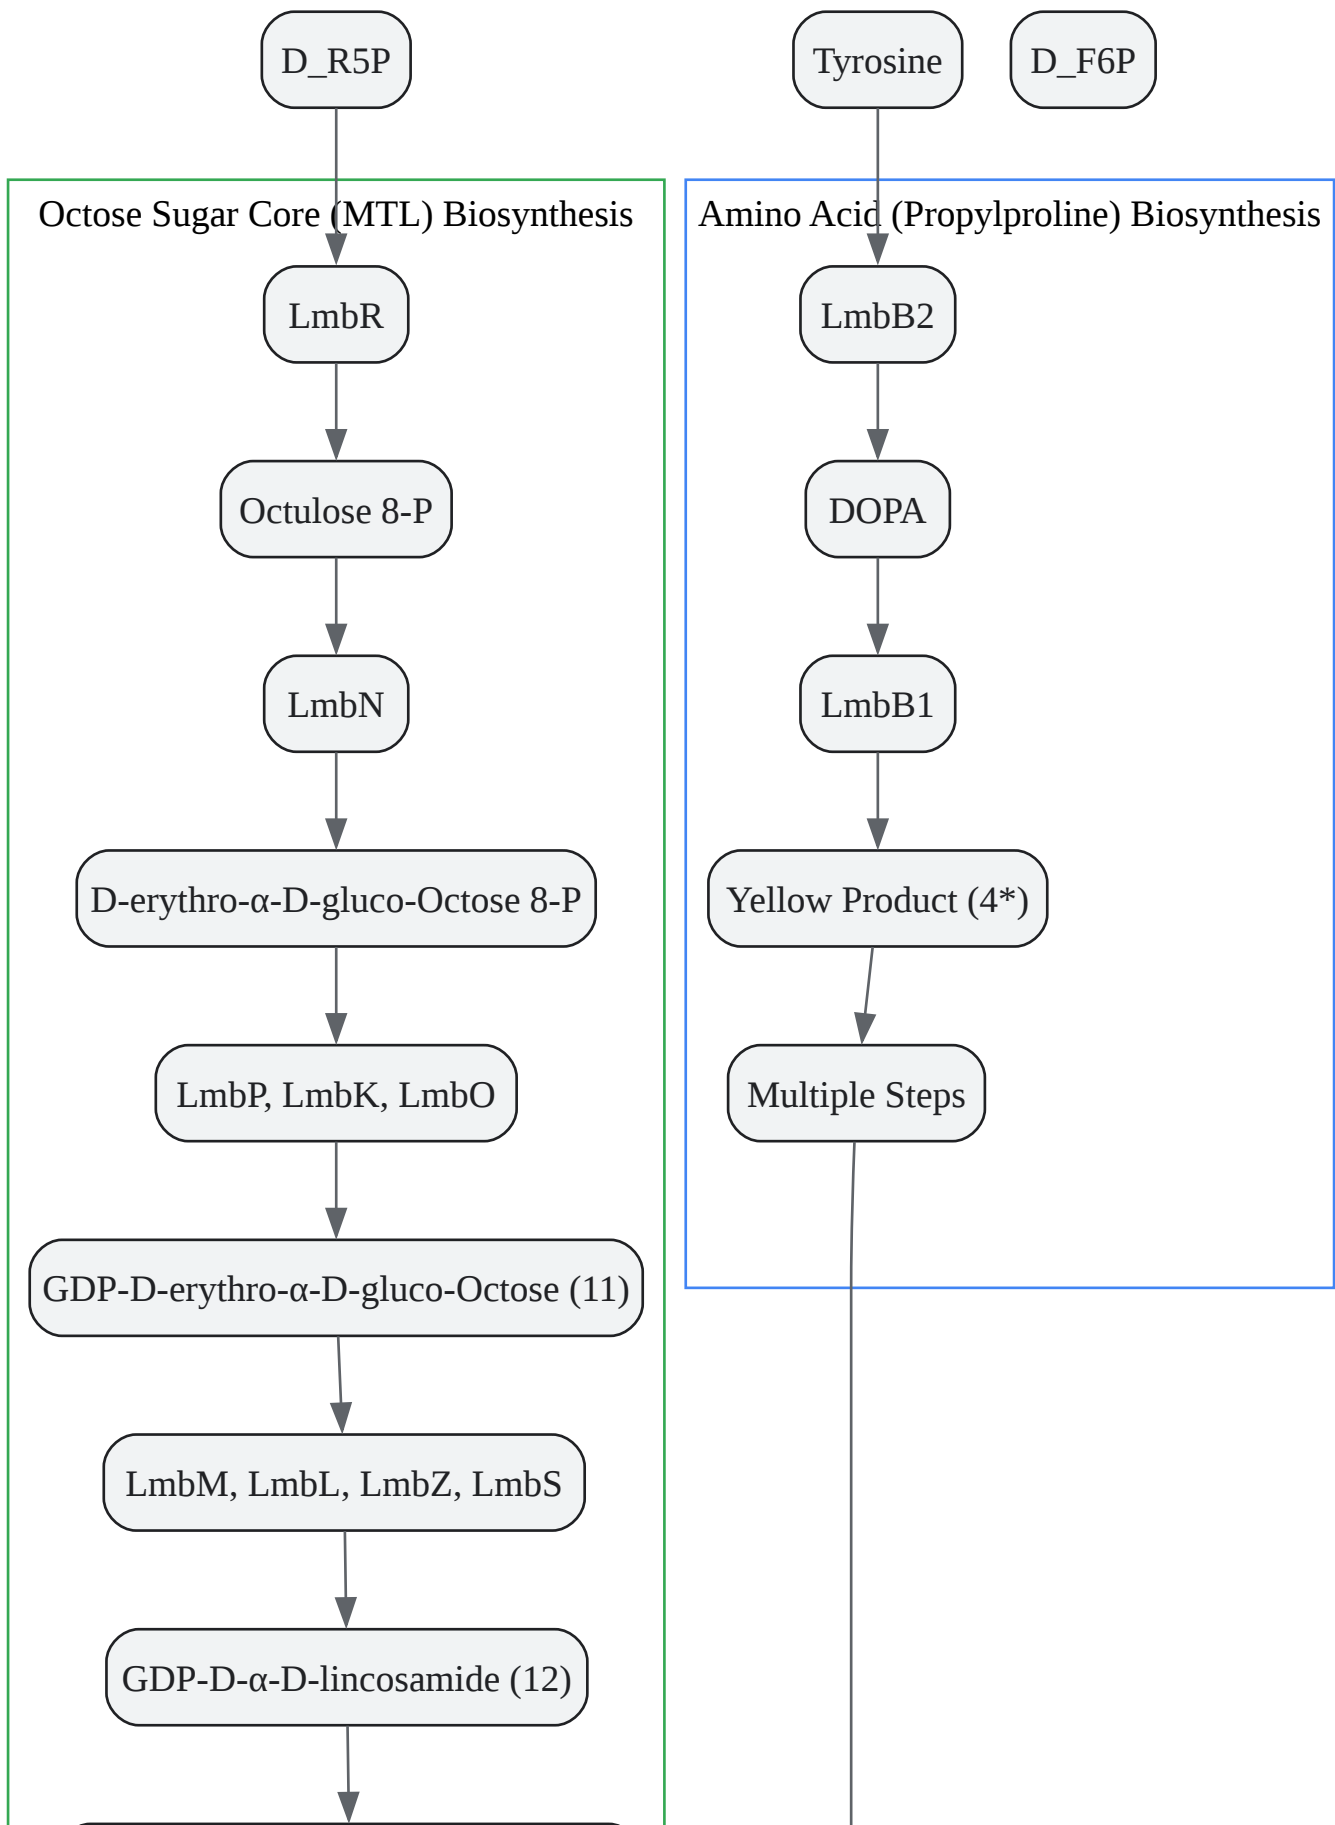 D_R5P
Tyrosine
D_F6P
Octose Sugar Core (MTL) Biosynthesis
LmbR
Octulose 8-P
LmbN
D-erythro-α-D-gluco-Octose 8-P
LmbP, LmbK, LmbO
GDP-D-erythro-α-D-gluco-Octose (11)
LmbM, LmbL, LmbZ, LmbS
GDP-D-α-D-lincosamide (12)
Amino Acid (Propylproline) Biosynthesis
LmbB2
DOPA
LmbB1
Yellow Product (4*)
Multiple Steps